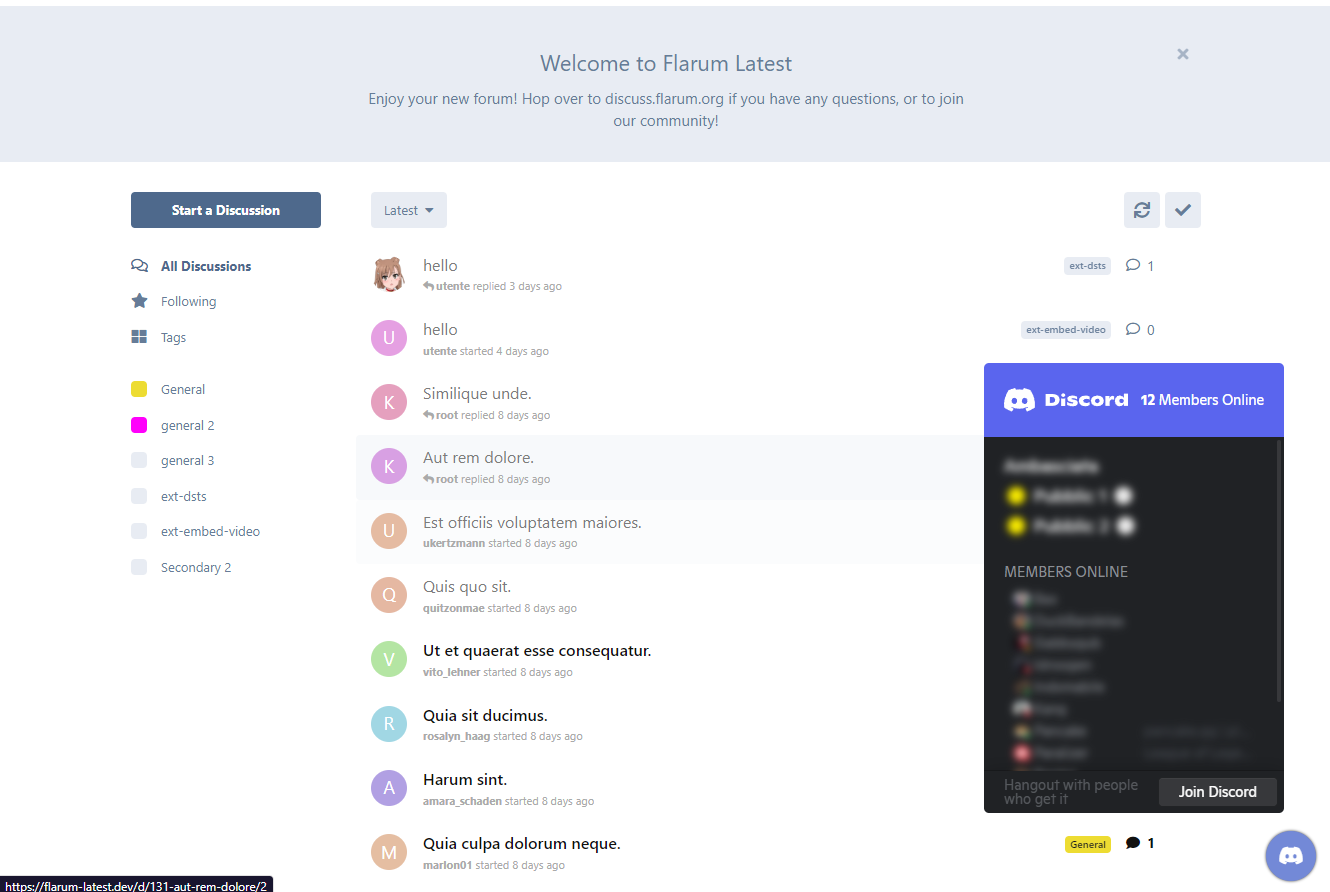 Welcome to Flarum Latest
Enjoy your new forum! Hop over to discuss.flarum.org if you have any questions, or to join
our community!
Start a Discussion
All Discussions
Following
Tags
General
general 2
general 3
ext-dsts
ext-embed-video
Secondary 2
Latest
hello
utente replied 3 days ago
ext-dsts
1
U
hello
utente started 4 days ago
ext-embed-video
0
K
Similique unde.
root replied 8 days ago
K
Aut rem dolore.
root replied 8 days ago
U
Est officiis voluptatem maiores.
ukertzmann started 8 days ago
Q
Quis quo sit.
quitzonmae started 8 days ago
V
Ut et quaerat esse consequatur.
vito_lehner started 8 days ago
R
Quia sit ducimus.
rosalyn_haag started 8 days ago
A
Harum sint.
amara_schaden started 8 days ago
M
Quia culpa dolorum neque.
marlon01 started 8 days ago
General
1
Discord
12 Members Online
MEMBERS ONLINE
Hangout with people
who get it
Join Discord
https://flarum-latest.dev/d/131-aut-rem-dolore/2